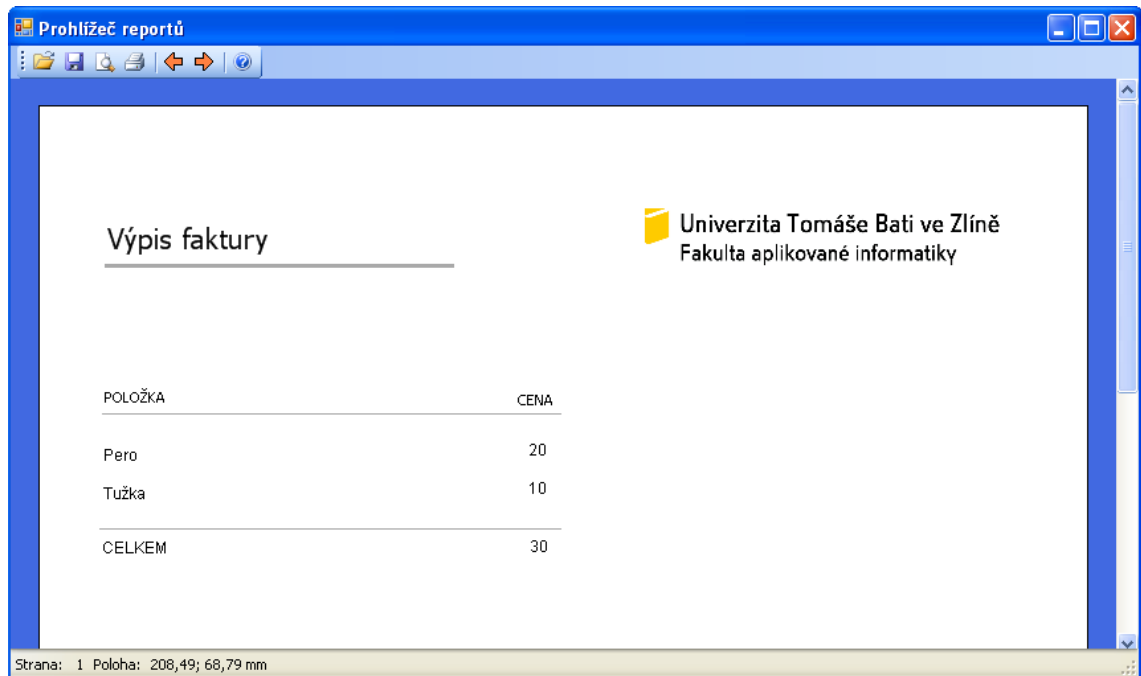 Prohlížeč reportů
Výpis faktury
Univerzita Tomáše Bati ve Zlíně
Fakulta aplikované informatiky
POLOŽKA CENA
Pero 20
Tužka 10
CELKEM 30
Strana: 1 Poloha: 208,49; 68,79 mm